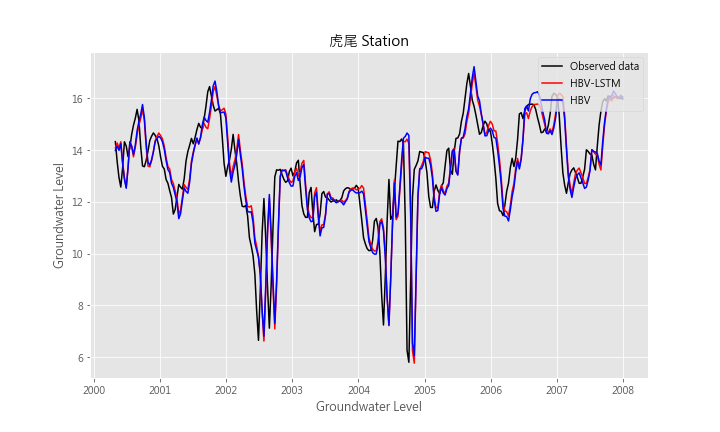 虎尾 Station
Observed data
HBV-LSTM
HBV
Groundwater Level
16
14
12
10
8
6
2000
2001
2002
2003
2004
2005
2006
2007
2008
Groundwater Level